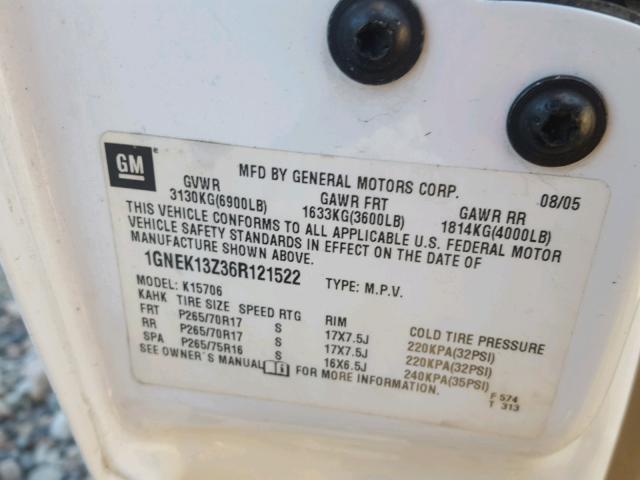 GM
MFD BY GENERAL MOTORS CORP. 08/05
GVWR GAWR FRT GAWR RR
3130KG(6900LB) 1633KG(3600LB) 1814KG(4000LB)
THIS VEHICLE CONFORMS TO ALL APPLICABLE U.S. FEDERAL MOTOR
VEHICLE SAFETY STANDARDS IN EFFECT ON THE DATE OF
MANUFACTURE SHOWN ABOVE.
1GNEK13Z36R121522 TYPE: M.P.V.
MODEL: K15706
KAHK TIRE SIZE SPEED RTG RIM COLD TIRE PRESSURE
FRT P265/70R17 S 17X7.5J 220KPA(32PSI)
RR P265/70R17 S 17X7.5J 220KPA(32PSI)
SPA P265/75R16 S 16X6.5J 240KPA(35PSI)
SEE OWNER'S MANUAL FOR MORE INFORMATION.
F 574
T 313